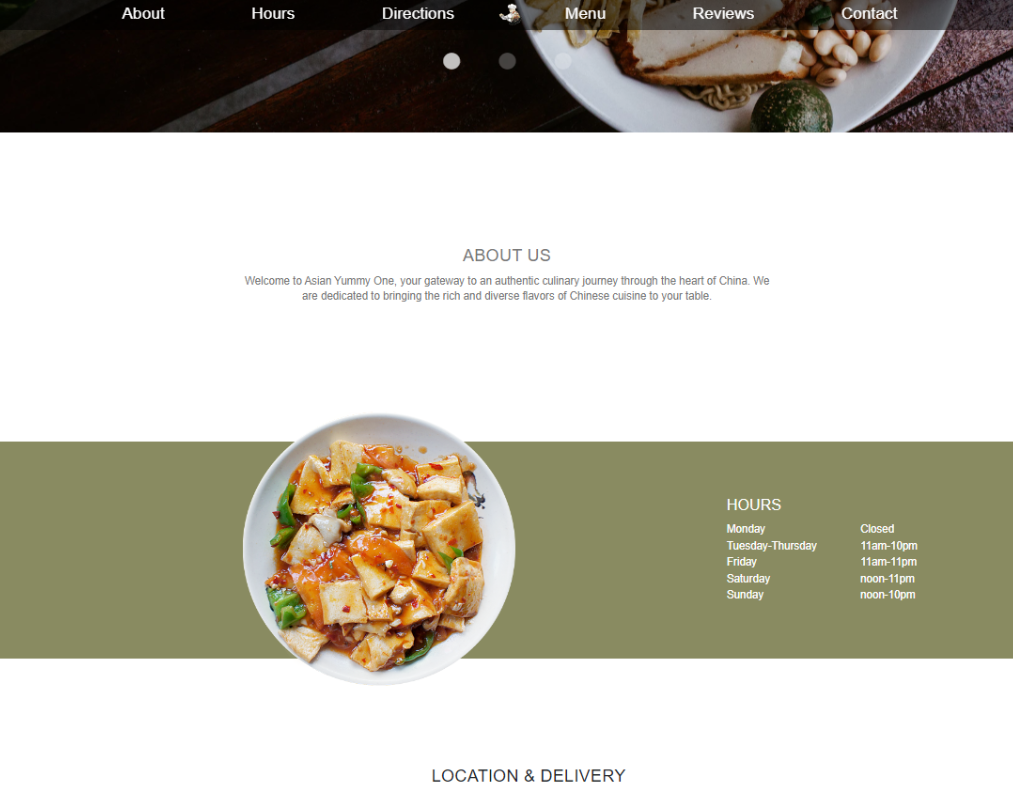 About Hours Directions Menu Reviews Contact
ABOUT US
Welcome to Asian Yummy One, your gateway to an authentic culinary journey through the heart of China. We
are dedicated to bringing the rich and diverse flavors of Chinese cuisine to your table.
HOURS
Monday Closed
Tuesday-Thursday 11am-10pm
Friday 11am-11pm
Saturday noon-11pm
Sunday noon-10pm
LOCATION & DELIVERY